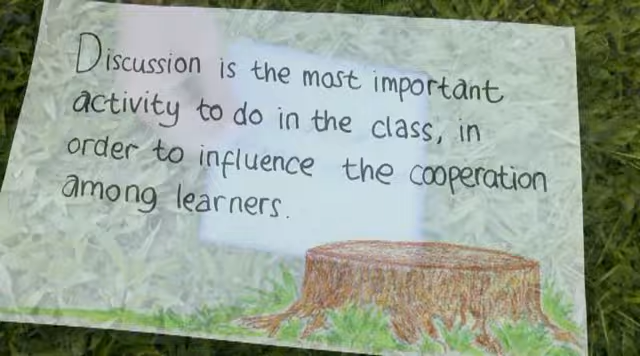 Discussion is the most important
activity to do in the class, in
order to influence the cooperation
among learners.